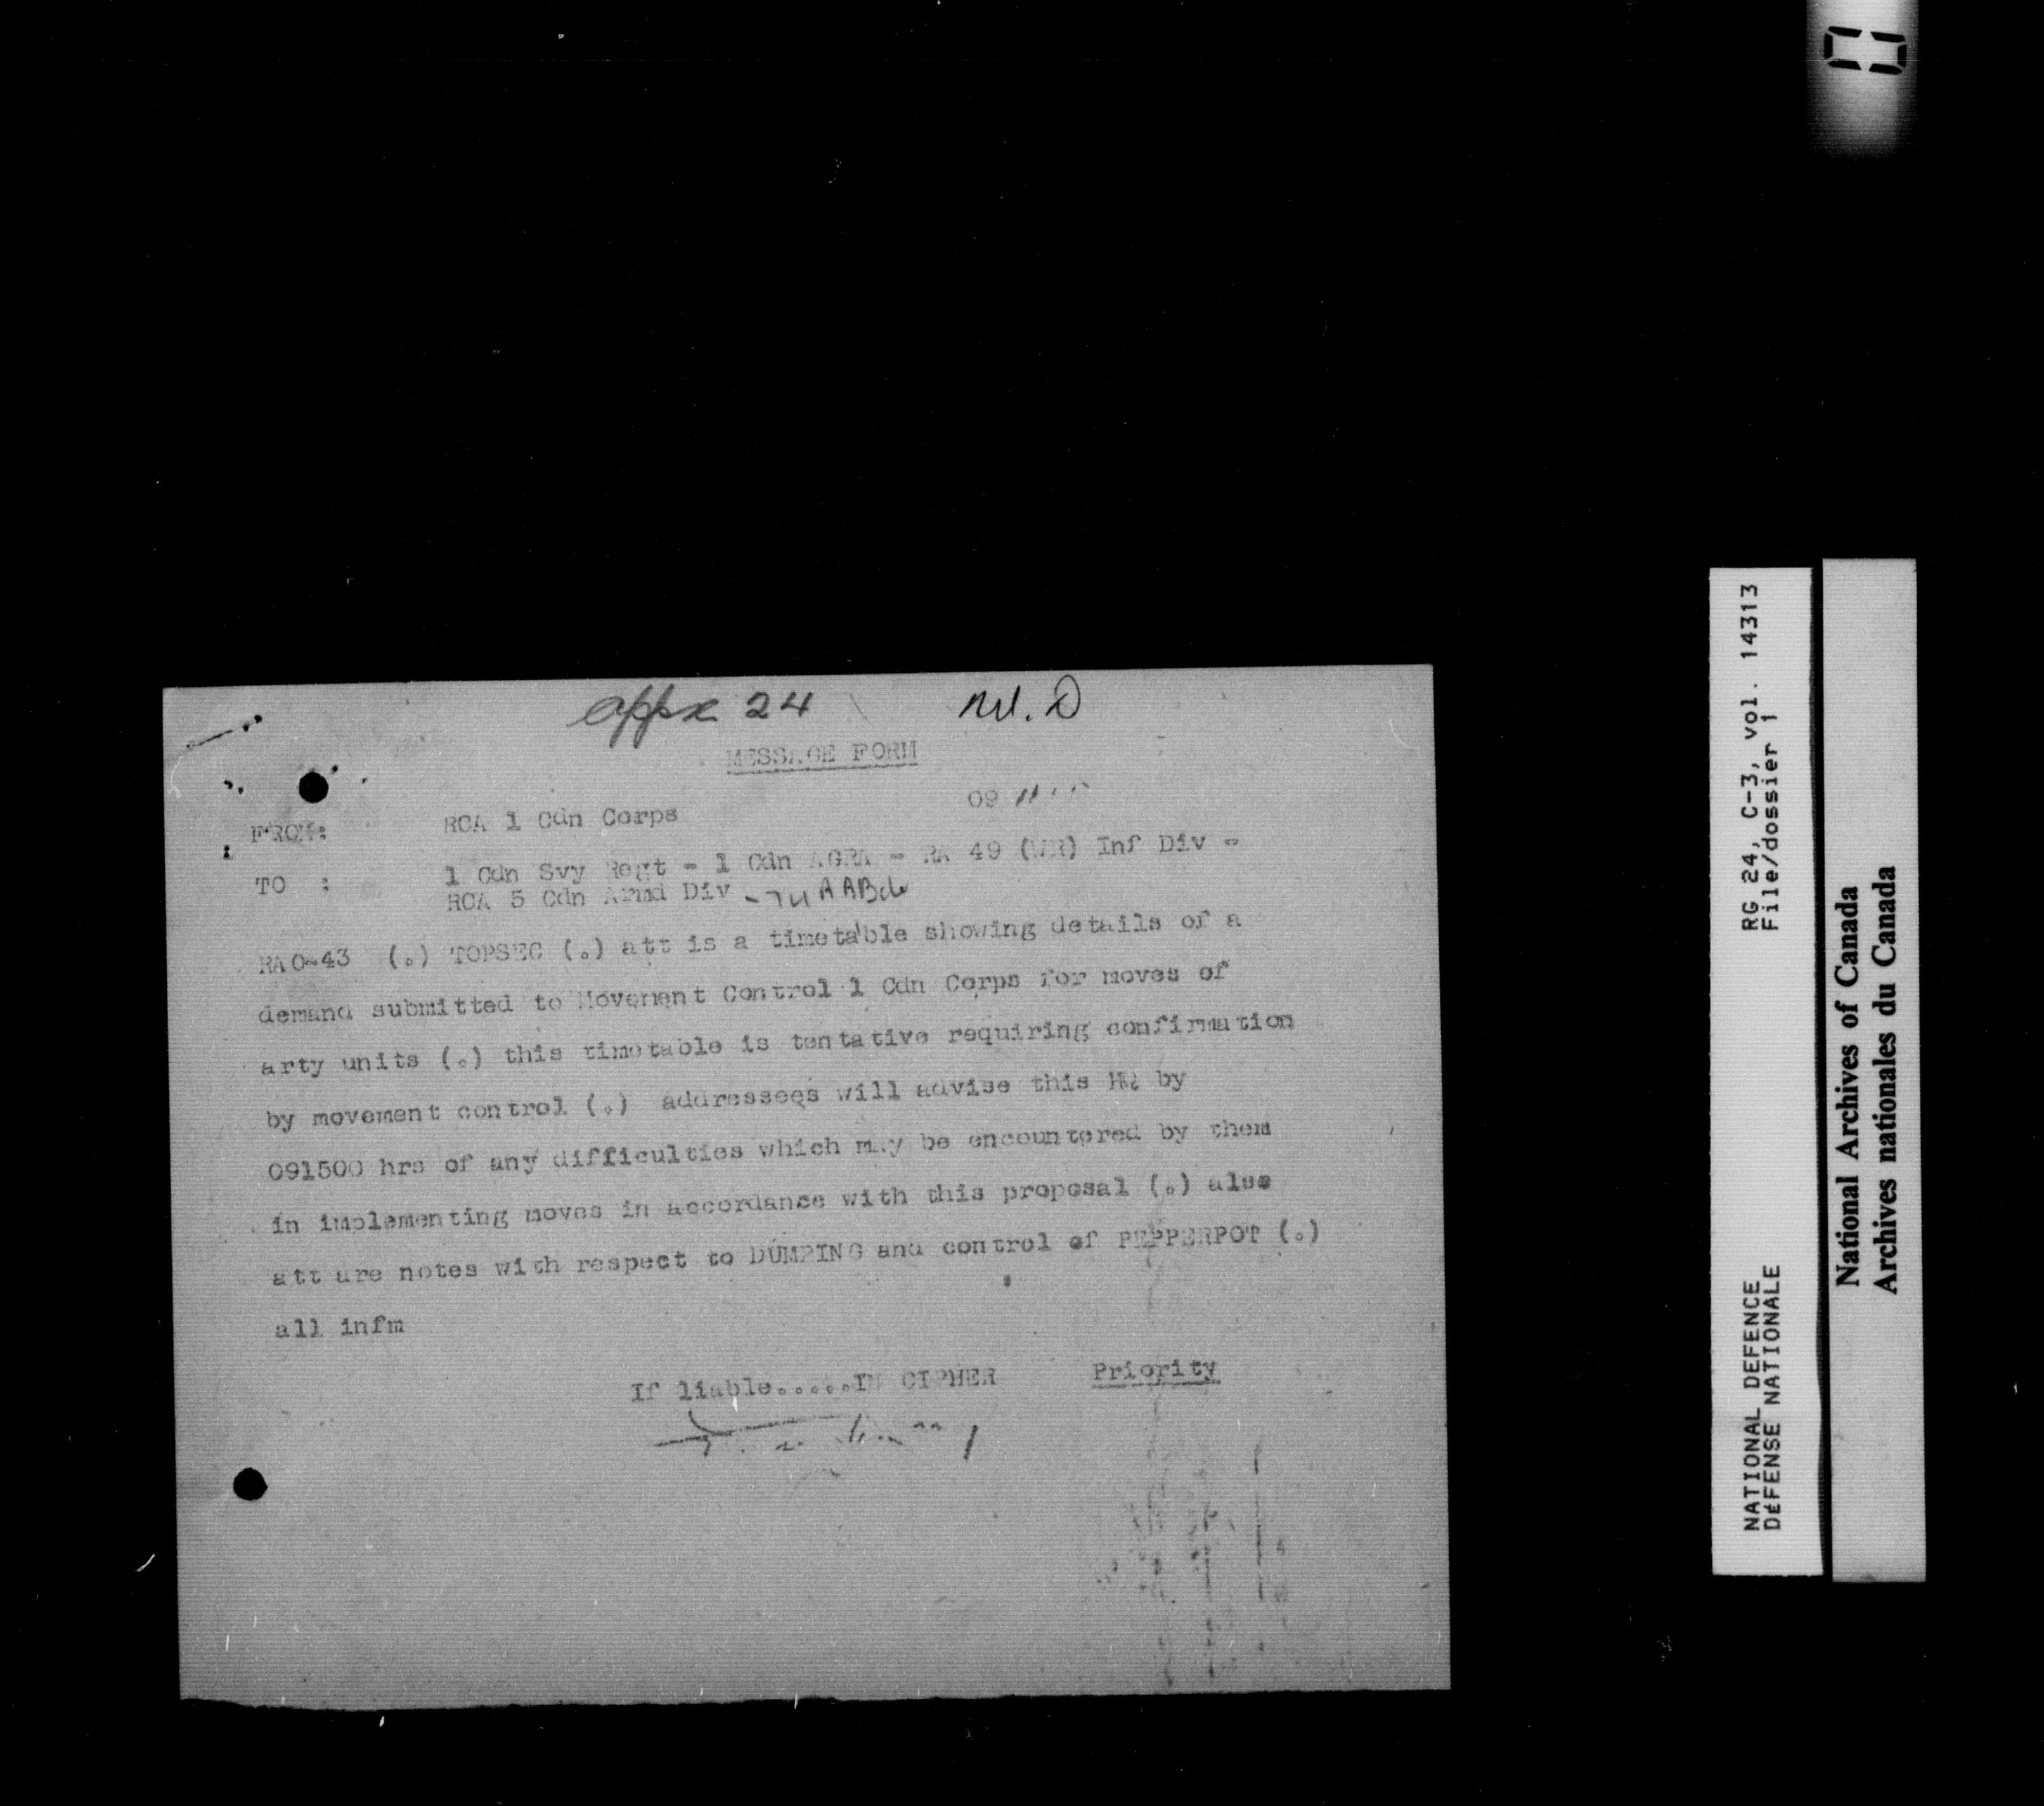 appx 24
MESSAGE FORM
09
FROM: RCA 1 Cdn Corps
TO : 1 Cdn Svy Regt - 1 Cdn AGRA - RA 49 (WR) Inf Div -
RCA 5 Cdn Armd Div -
RAO-43 (.) TOPSEC (.) att is a timetable showing details of a
demand submitted to Movement Control 1 Cdn Corps for moves of
arty units (.) this timetable is tentative requiring confirmation
by movement control (.) addressees will advise this HQ by
091500 hrs of any difficulties which may be encountered by them
in implementing moves in accordance with this proposal (.) also
att are notes with respect to DUMPING and control of PEPPERPOT (.)
all infm
If liable.....IN CIPHER Priority
RG 24, C-3, vol. 14313
File/dossier 1
NATIONAL DEFENCE
DÉFENSE NATIONALE
National Archives of Canada
Archives nationales du Canada